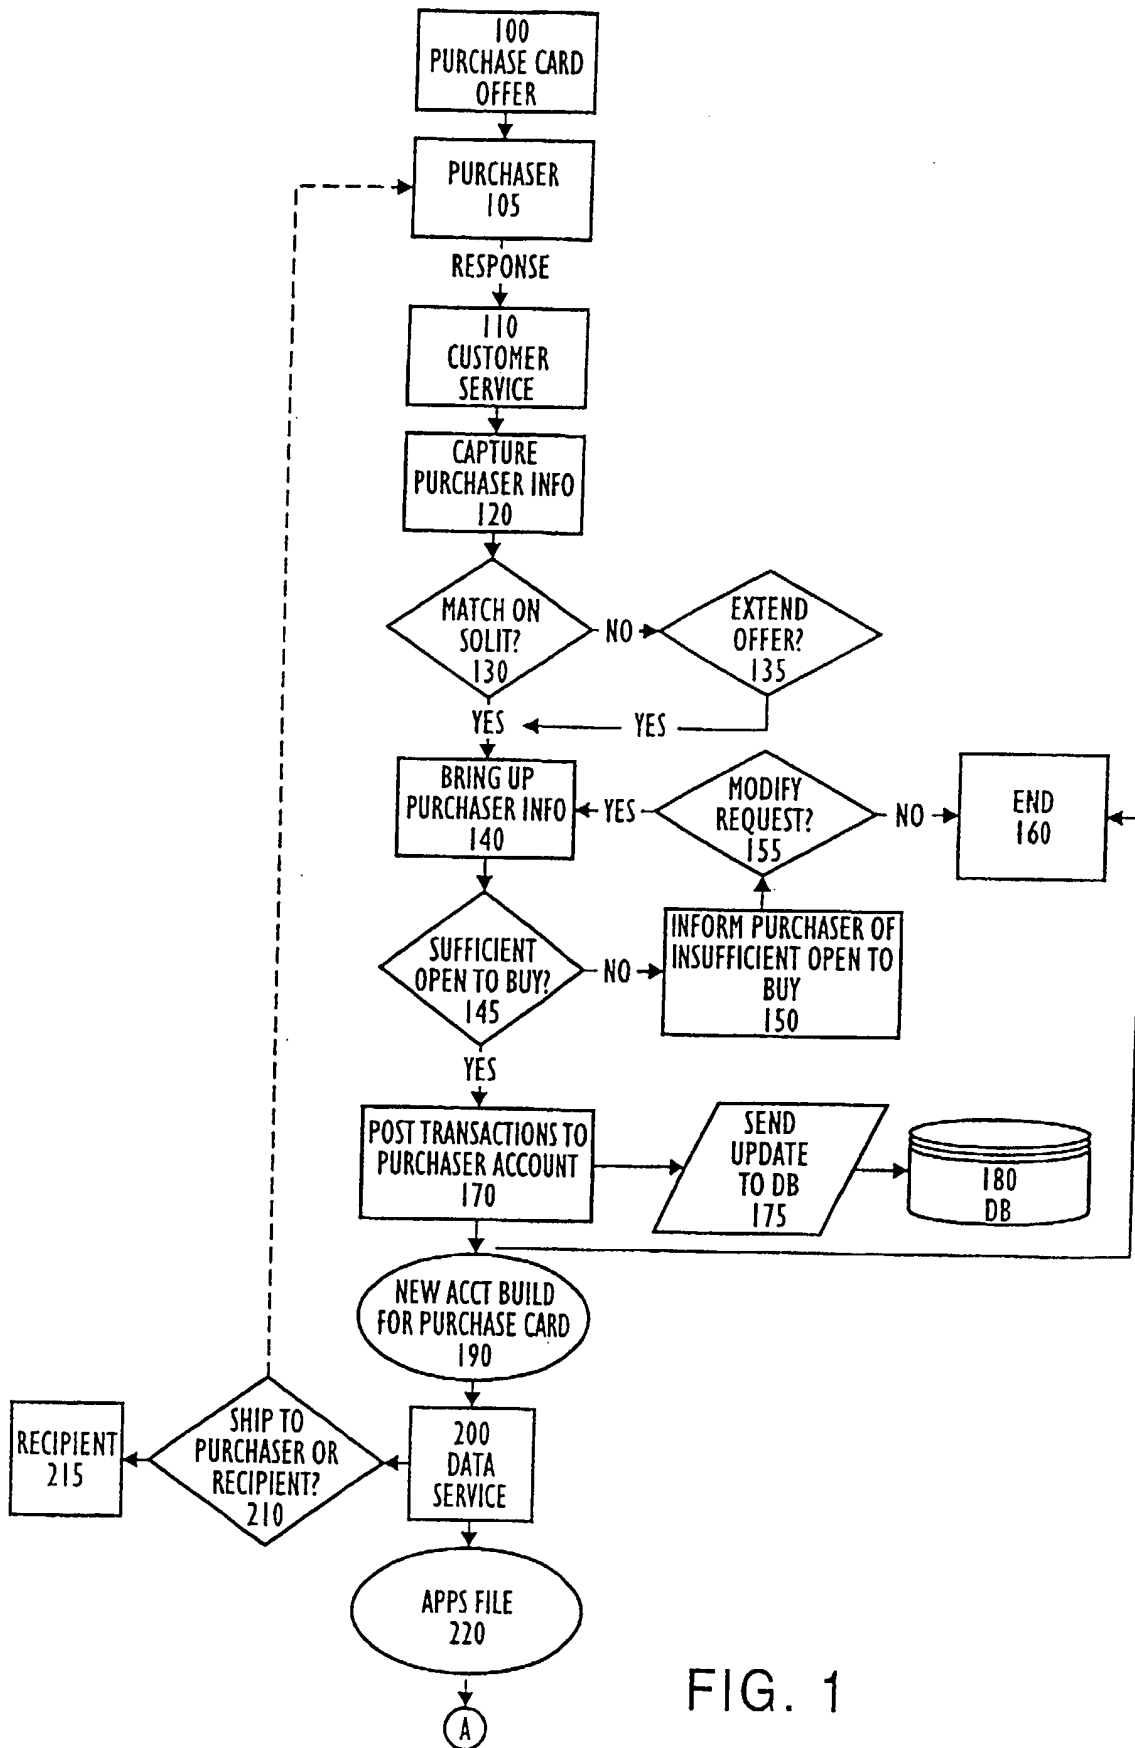 100
PURCHASE CARD
OFFER
PURCHASER
105
RESPONSE
110
CUSTOMER
SERVICE
CAPTURE
PURCHASER INFO
120
MATCH ON
SOLIT?
130
NO
EXTEND
OFFER?
135
YES
YES
BRING UP
PURCHASER INFO
140
YES
MODIFY
REQUEST?
155
NO
END
160
SUFFICIENT
OPEN TO BUY?
145
NO
INFORM PURCHASER OF
INSUFFICIENT OPEN TO
BUY
150
YES
POST TRANSACTIONS TO
PURCHASER ACCOUNT
170
SEND
UPDATE
TO DB
175
180
DB
NEW ACCT BUILD
FOR PURCHASE CARD
190
RECIPIENT
215
SHIP TO
PURCHASER OR
RECIPIENT?
210
200
DATA
SERVICE
APPS FILE
220
A
FIG. 1